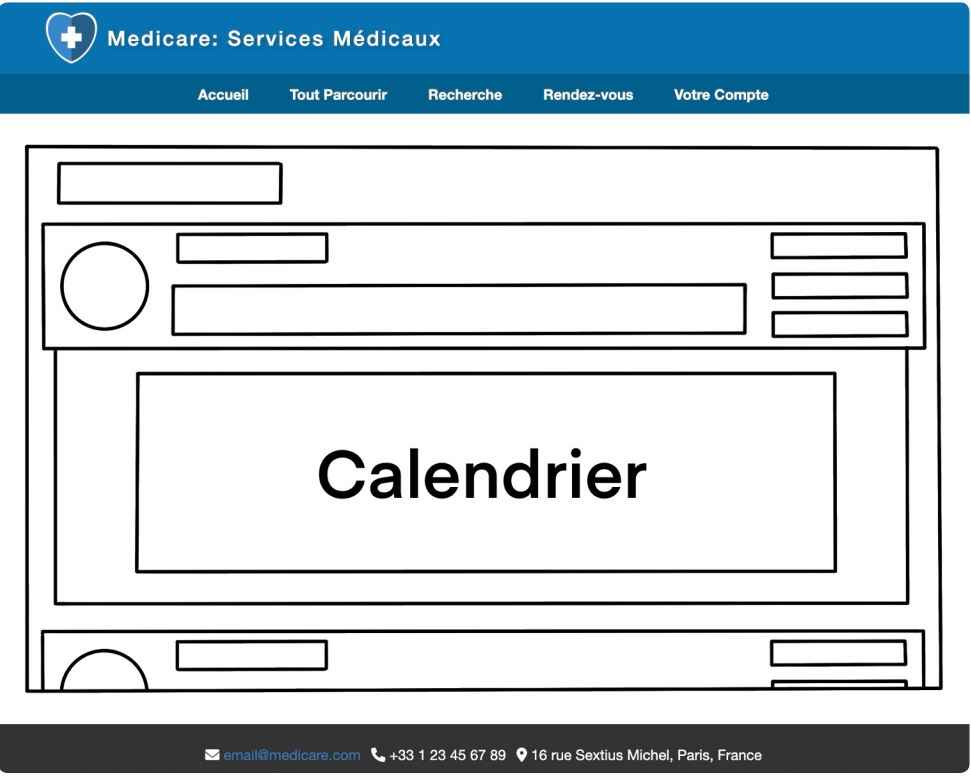 Medicare: Services Médicaux
Accueil Tout Parcourir Recherche Rendez-vous Votre Compte
Calendrier
email@medicare.com +33 1 23 45 67 89 16 rue Sextius Michel, Paris, France